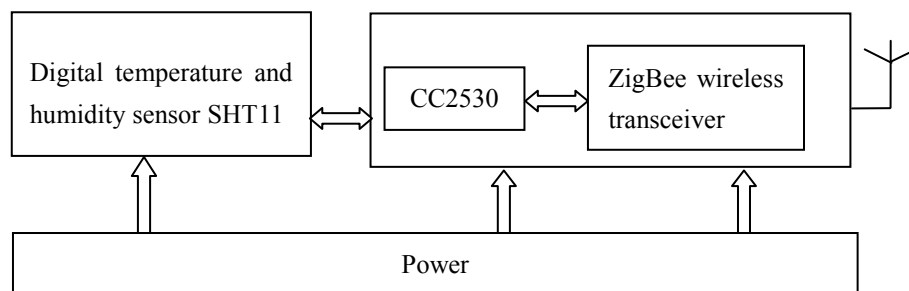 Digital temperature and
humidity sensor SHT11
CC2530
ZigBee wireless
transceiver
Power